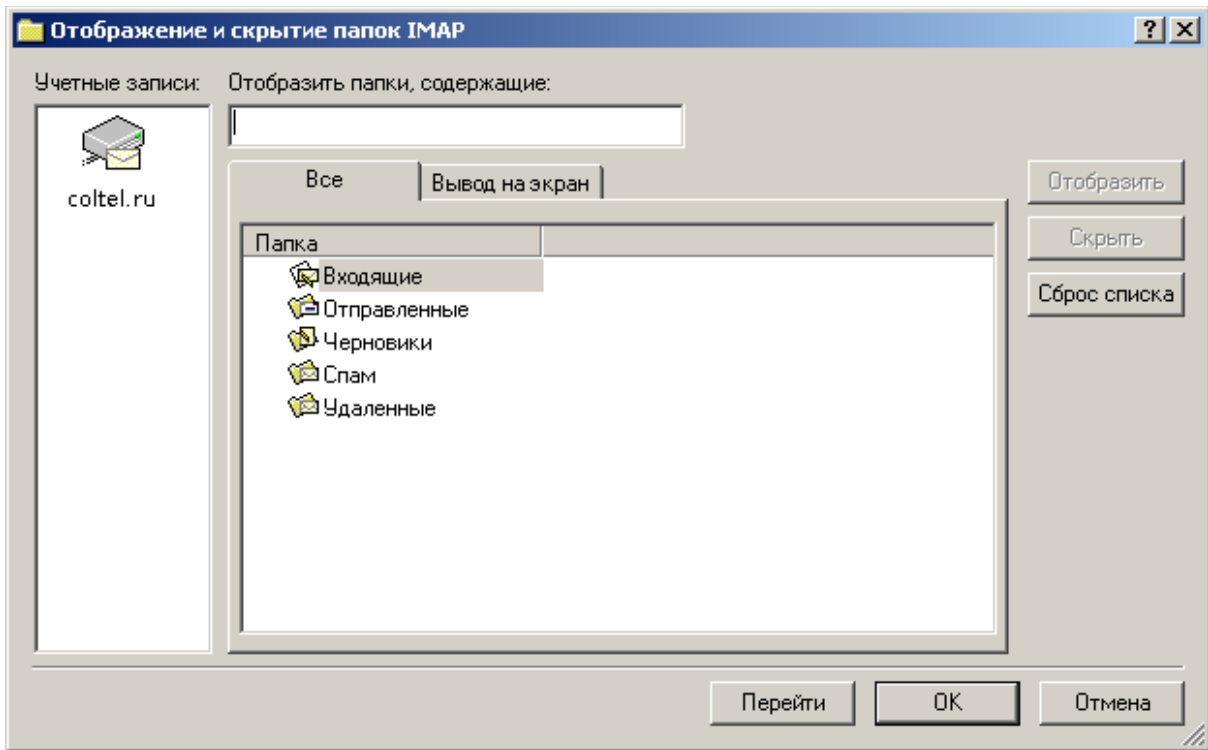 Отображение и скрытие папок IMAP
Учетные записи:
Отобразить папки, содержащие:
coltel.ru
Все
Вывод на экран
Отобразить
Скрыть
Сброс списка
Папка
Входящие
Отправленные
Черновики
Спам
Удаленные
Перейти
OK
Отмена